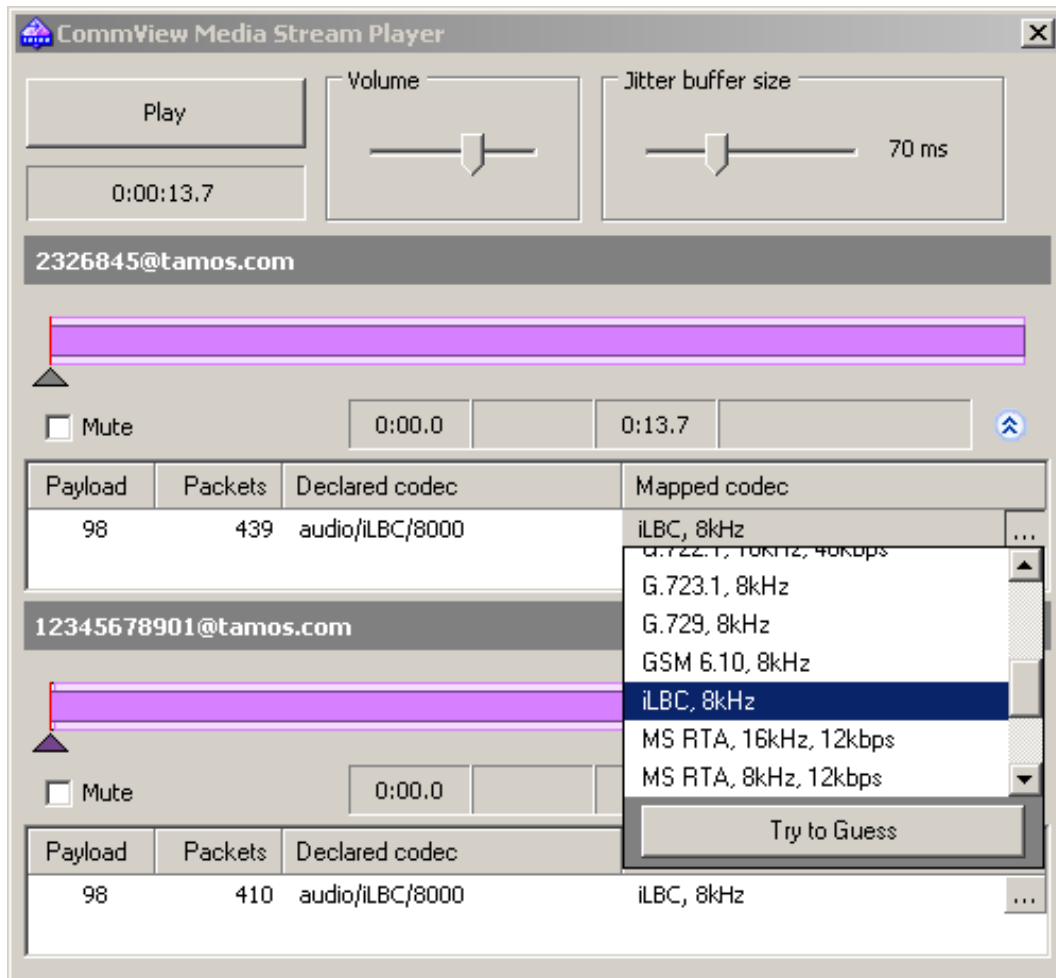 CommView Media Stream Player
Play
Volume
Jitter buffer size
70 ms
0:00:13.7
2326845@tamos.com
Mute
0:00.0
0:13.7
Payload Packets Declared codec Mapped codec
98 439 audio/iLBC/8000 iLBC, 8kHz ...
G.722.1, 16kHz, 48kbps
G.723.1, 8kHz
G.729, 8kHz
GSM 6.10, 8kHz
iLBC, 8kHz
MS RTA, 16kHz, 12kbps
MS RTA, 8kHz, 12kbps
Try to Guess
12345678901@tamos.com
Mute
0:00.0
Payload Packets Declared codec
98 410 audio/iLBC/8000 iLBC, 8kHz ...